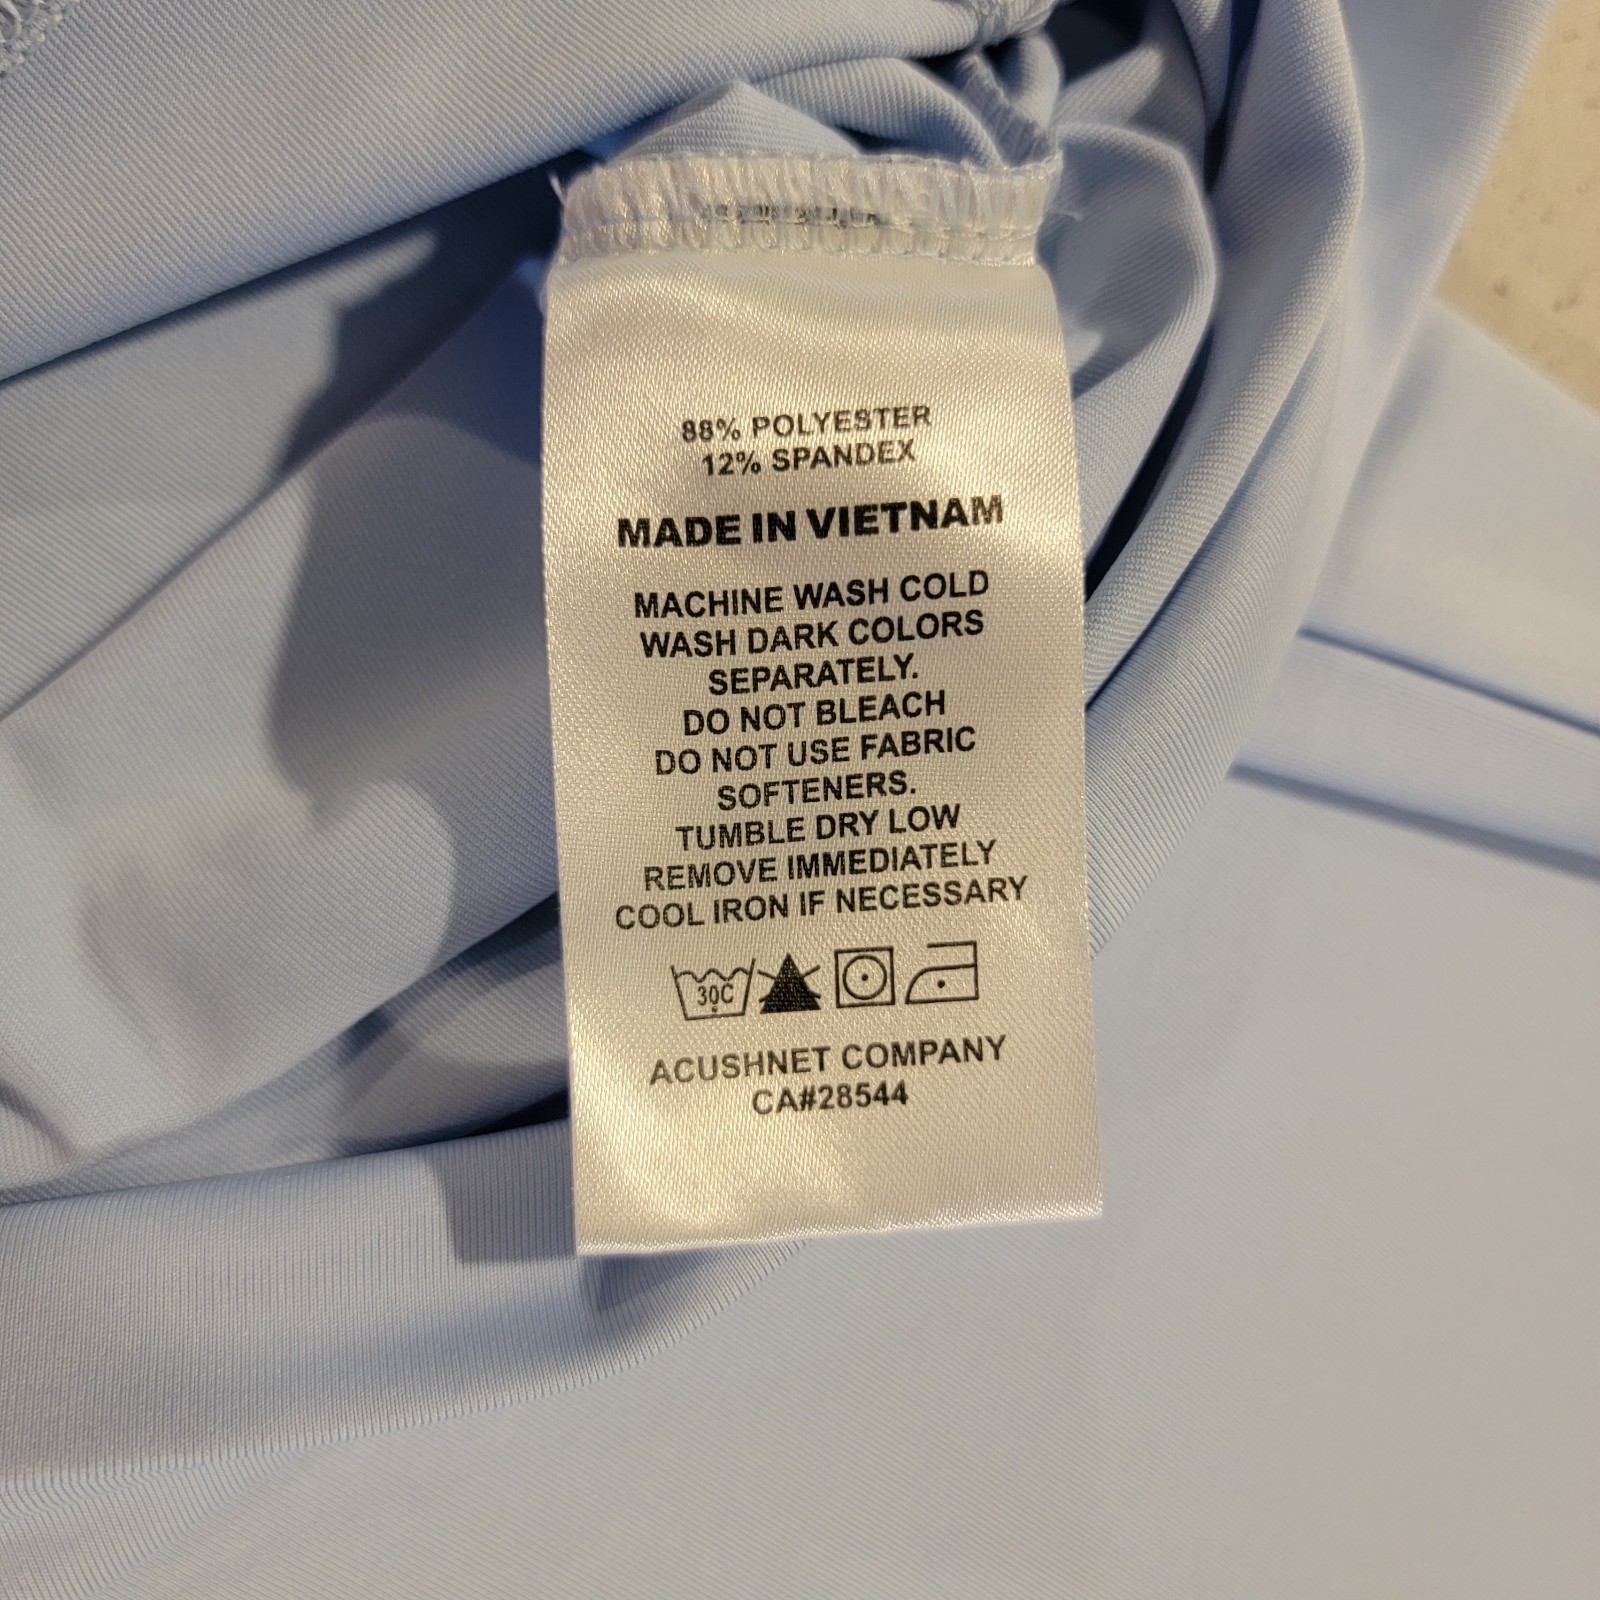 88% POLYESTER
12% SPANDEX
MADE IN VIETNAM
MACHINE WASH COLD
WASH DARK COLORS
SEPARATELY.
DO NOT BLEACH
DO NOT USE FABRIC
SOFTENERS.
TUMBLE DRY LOW
REMOVE IMMEDIATELY
COOL IRON IF NECESSARY
30C
ACUSHNET COMPANY
CA#28544